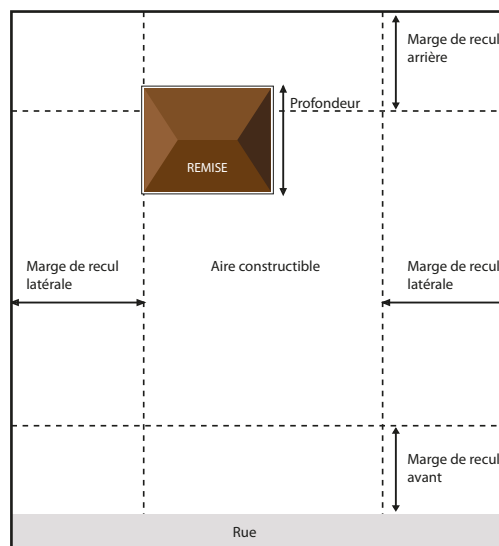 Marge de recul
arrière
Profondeur
REMISE
Marge de recul
latérale
Aire constructible
Marge de recul
latérale
Marge de recul
avant
Rue